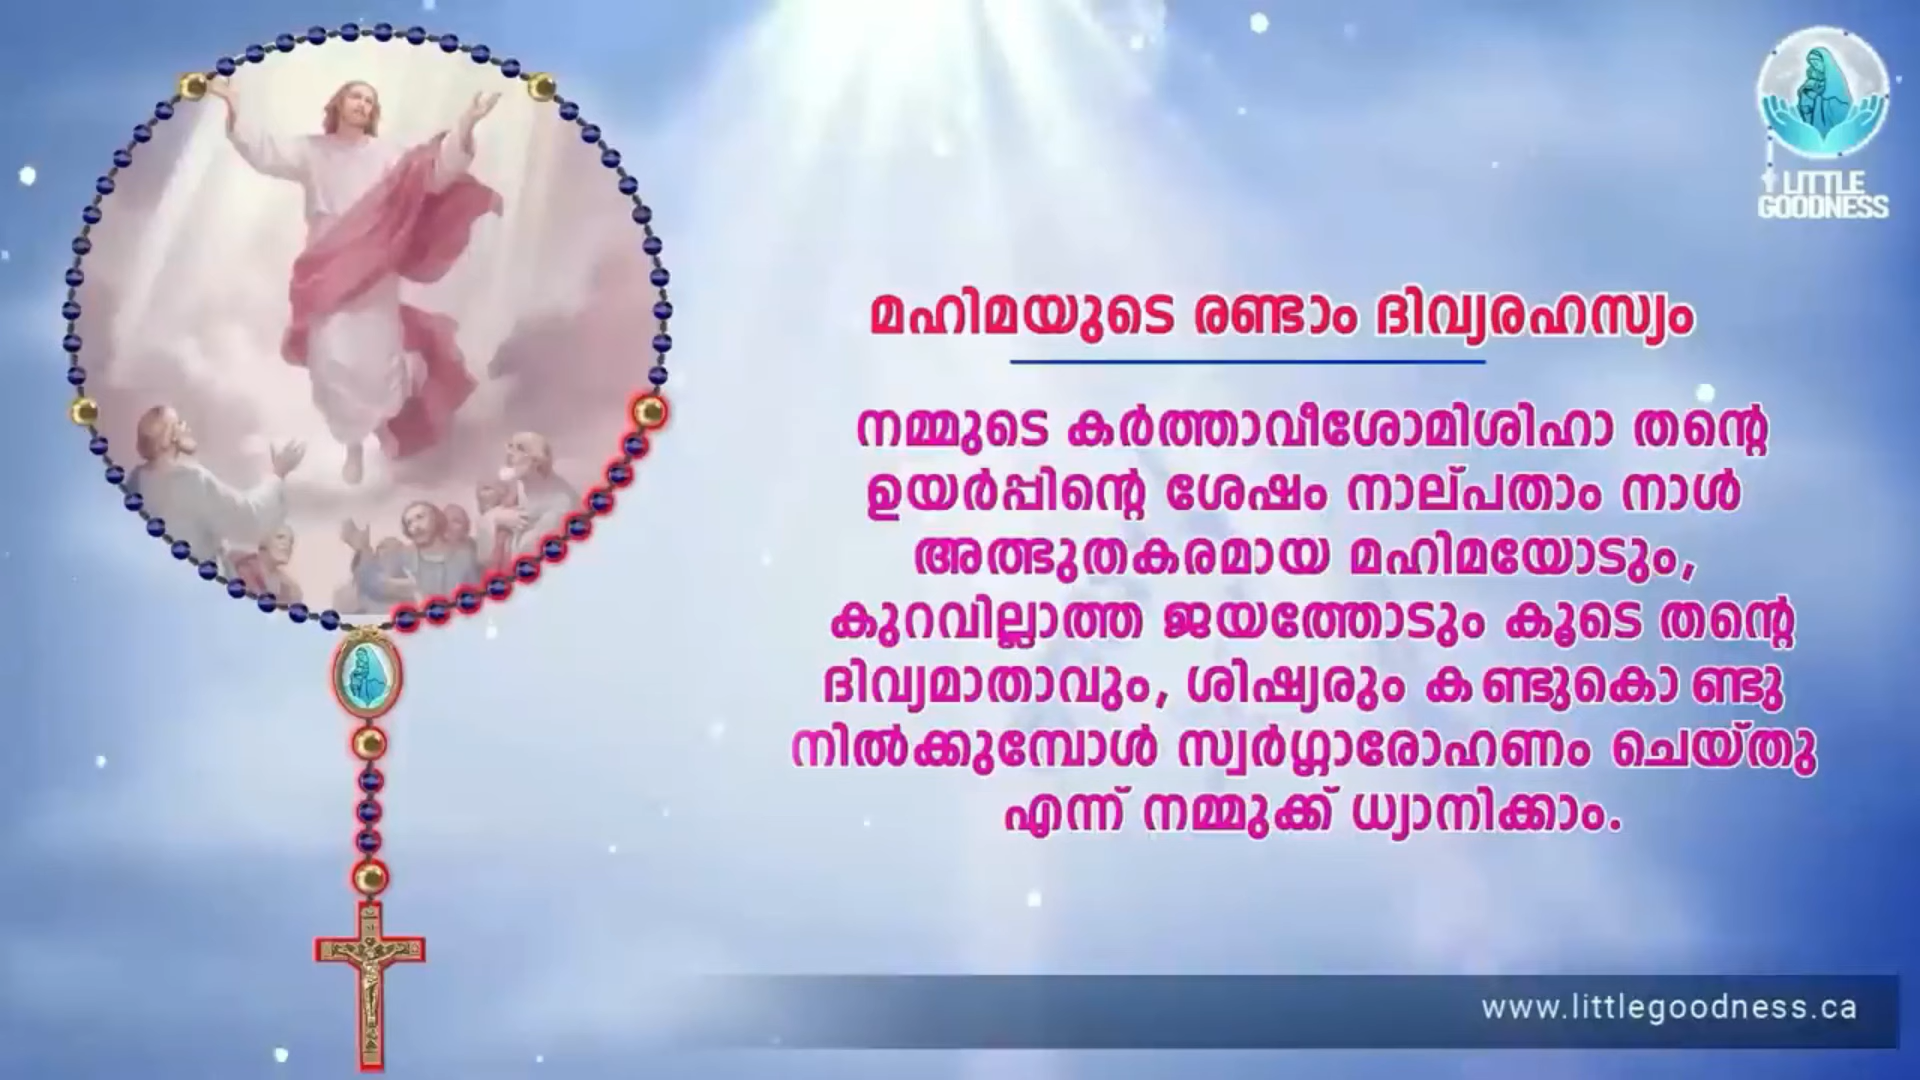 LITTLE
GOODNESS
മഹിമയുടെ രണ്ടാം ദിവ്യരഹസ്യം
നമ്മുടെ കർത്താവീശോമിശിഹാ തന്റെ
ഉയർപ്പിന്റെ ശേഷം നാല്പതാം നാൾ
അത്ഭുതകരമായ മഹിമയോടും,
കുറവില്ലാത്ത ജയത്തോടും കൂടെ തന്റെ
ദിവ്യമാതാവും, ശിഷ്യരും കണ്ടുകൊണ്ടു
നിൽക്കുമ്പോൾ സ്വർഗ്ഗാരോഹണം ചെയ്തു
എന്ന് നമ്മുക്ക് ധ്യാനിക്കാം.
www.littlegoodness.ca